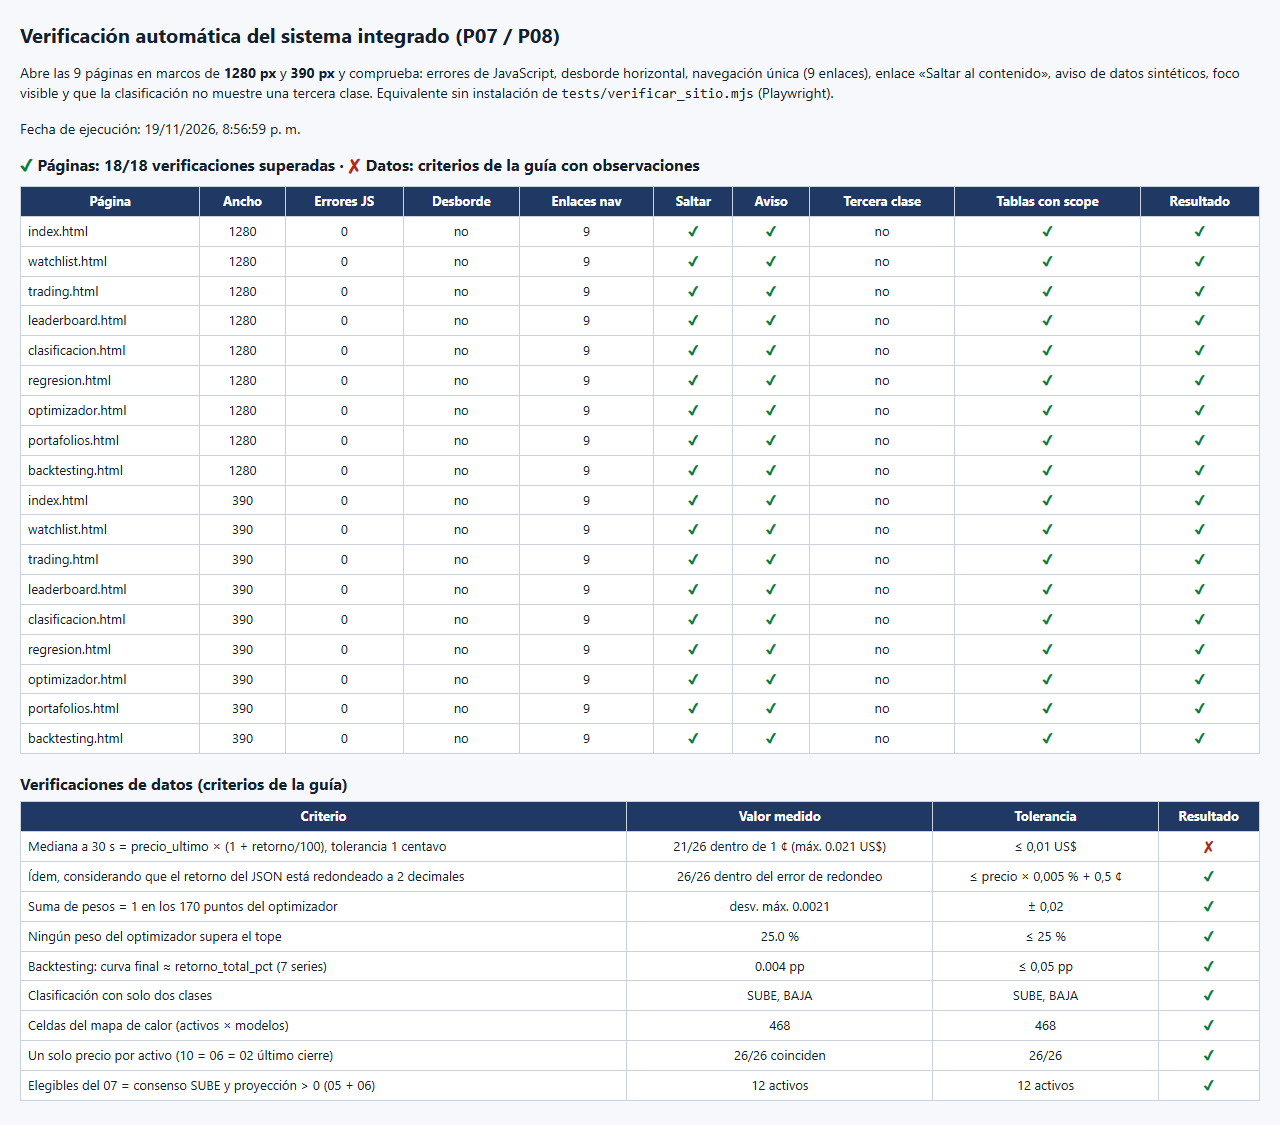 Verificación automática del sistema integrado (P07 / P08)
Abre las 9 páginas en marcos de 1280 px y 390 px y comprueba: errores de JavaScript, desborde horizontal, navegación única (9 enlaces), enlace «Saltar al contenido», aviso de datos sintéticos, foco
visible y que la clasificación no muestre una tercera clase. Equivalente sin instalación de tests/verificar_sitio.mjs (Playwright).
Fecha de ejecución: 19/11/2026, 8:56:59 p. m.
✔ Páginas: 18/18 verificaciones superadas · ✘ Datos: criterios de la guía con observaciones
Página Ancho Errores JS Desborde Enlaces nav Saltar Aviso Tercera clase Tablas con scope Resultado
index.html 1280 0 no 9 ✔ ✔ no ✔ ✔
watchlist.html 1280 0 no 9 ✔ ✔ no ✔ ✔
trading.html 1280 0 no 9 ✔ ✔ no ✔ ✔
leaderboard.html 1280 0 no 9 ✔ ✔ no ✔ ✔
clasificacion.html 1280 0 no 9 ✔ ✔ no ✔ ✔
regresion.html 1280 0 no 9 ✔ ✔ no ✔ ✔
optimizador.html 1280 0 no 9 ✔ ✔ no ✔ ✔
portafolios.html 1280 0 no 9 ✔ ✔ no ✔ ✔
backtesting.html 1280 0 no 9 ✔ ✔ no ✔ ✔
index.html 390 0 no 9 ✔ ✔ no ✔ ✔
watchlist.html 390 0 no 9 ✔ ✔ no ✔ ✔
trading.html 390 0 no 9 ✔ ✔ no ✔ ✔
leaderboard.html 390 0 no 9 ✔ ✔ no ✔ ✔
clasificacion.html 390 0 no 9 ✔ ✔ no ✔ ✔
regresion.html 390 0 no 9 ✔ ✔ no ✔ ✔
optimizador.html 390 0 no 9 ✔ ✔ no ✔ ✔
portafolios.html 390 0 no 9 ✔ ✔ no ✔ ✔
backtesting.html 390 0 no 9 ✔ ✔ no ✔ ✔
Verificaciones de datos (criterios de la guía)
Criterio Valor medido Tolerancia Resultado
Mediana a 30 s = precio_ultimo × (1 + retorno/100), tolerancia 1 centavo 21/26 dentro de 1 ¢ (máx. 0.021 US$) ≤ 0,01 US$ ✘
Ídem, considerando que el retorno del JSON está redondeado a 2 decimales 26/26 dentro del error de redondeo ≤ precio × 0,005 % + 0,5 ¢ ✔
Suma de pesos = 1 en los 170 puntos del optimizador desv. máx. 0.0021 ± 0,02 ✔
Ningún peso del optimizador supera el tope 25.0 % ≤ 25 % ✔
Backtesting: curva final ≈ retorno_total_pct (7 series) 0.004 pp ≤ 0,05 pp ✔
Clasificación con solo dos clases SUBE, BAJA SUBE, BAJA ✔
Celdas del mapa de calor (activos × modelos) 468 468 ✔
Un solo precio por activo (10 = 06 = 02 último cierre) 26/26 coinciden 26/26 ✔
Elegibles del 07 = consenso SUBE y proyección > 0 (05 + 06) 12 activos 12 activos ✔